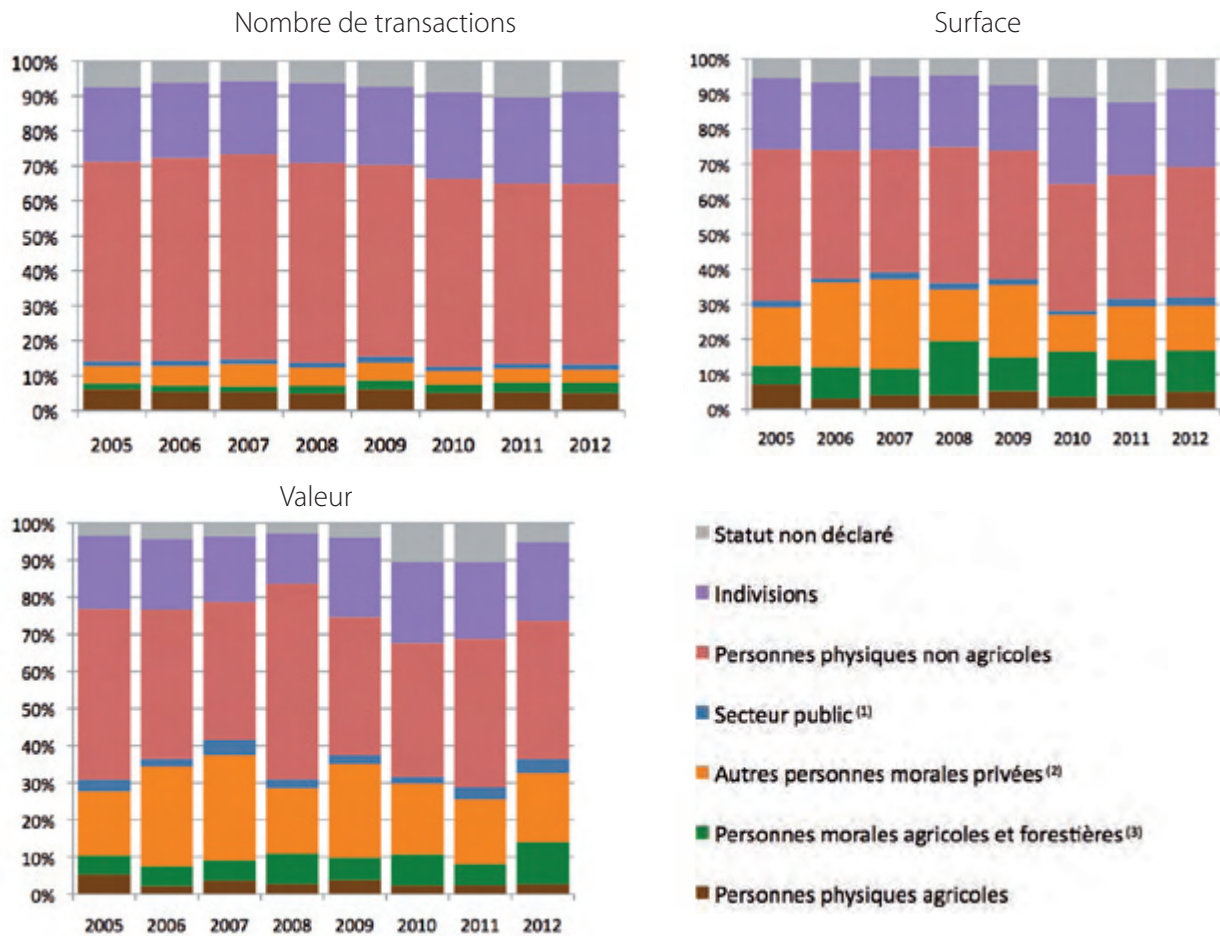 Nombre de transactions
100%
90%
80%
70%
60%
50%
40%
30%
20%
10%
0%
2005 2006 2007 2008 2009 2010 2011 2012
Surface
100%
90%
80%
70%
60%
50%
40%
30%
20%
10%
0%
2005 2006 2007 2008 2009 2010 2011 2012
Valeur
100%
90%
80%
70%
60%
50%
40%
30%
20%
10%
0%
2005 2006 2007 2008 2009 2010 2011 2012
Statut non déclaré
Indivisions
Personnes physiques non agricoles
Secteur public (1)
Autres personnes morales privées (2)
Personnes morales agricoles et forestières (3)
Personnes physiques agricoles